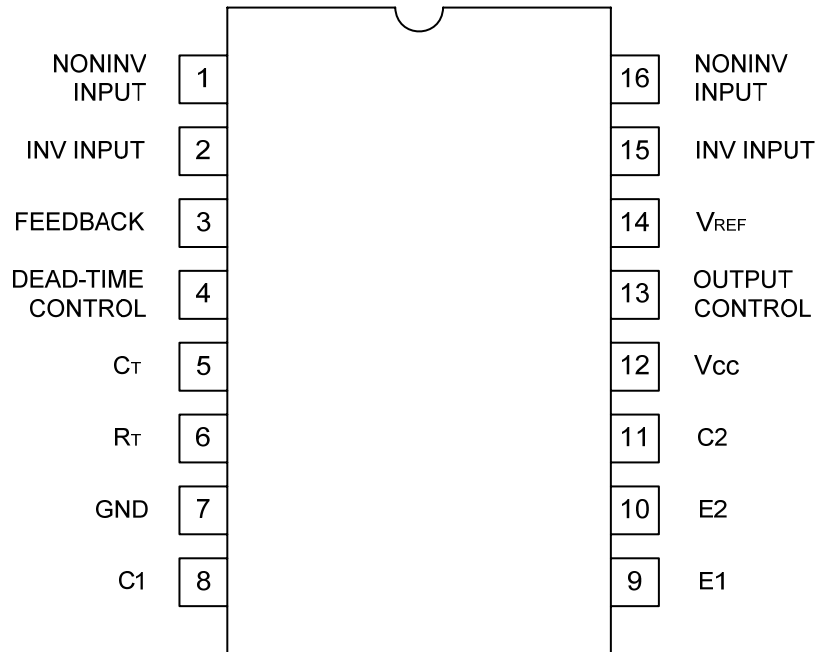 NONINV
INPUT
1
16
NONINV
INPUT
INV INPUT
2
15
INV INPUT
FEEDBACK
3
14
VREF
DEAD-TIME
CONTROL
4
13
OUTPUT
CONTROL
CT
5
12
Vcc
RT
6
11
C2
GND
7
10
E2
C1
8
9
E1